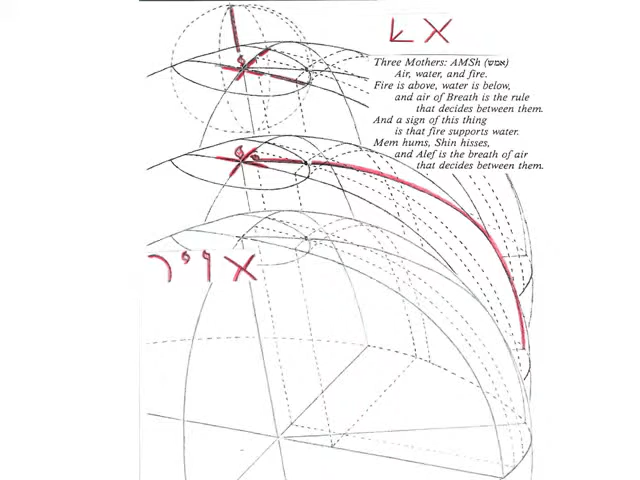 Three Mothers: AMSh (אמש)
Air, water, and fire.
Fire is above, water is below,
and air of Breath is the rule
that decides between them.
And a sign of this thing
is that fire supports water.
Mem hums, Shin hisses,
and Alef is the breath of air
that decides between them.